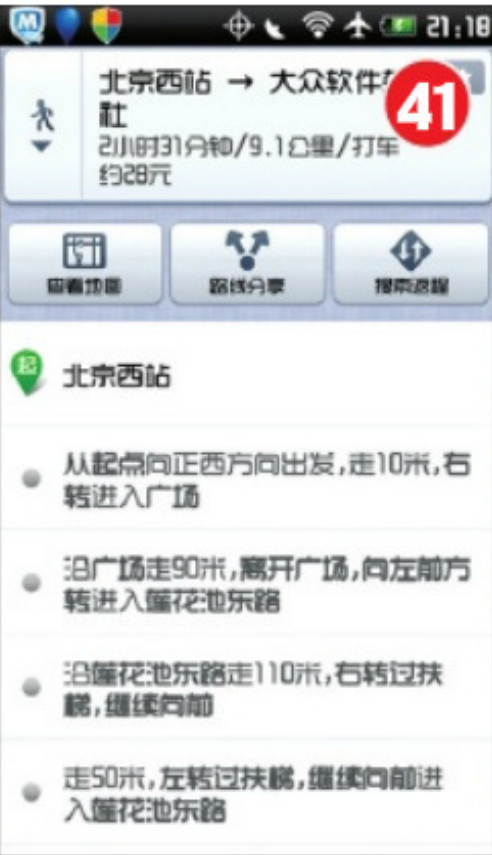 21:18
北京西站 → 大众软件
41
社
2小时31分钟/9.1公里/打车
约28元
查看地图
路线分享
搜索返程
起
北京西站
从起点向正西方向出发,走10米,右
转进入广场
沿广场走90米,离开广场,向左前方
转进入莲花池东路
沿莲花池东路走110米,右转过扶
梯,继续向前
走50米,左转过扶梯,继续向前进
入莲花池东路